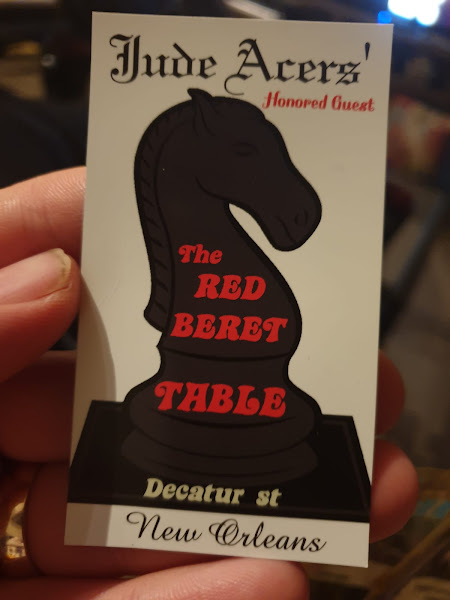 Jude Acers'
Honored Guest
The
RED
BERET
TABLE
Decatur st
New Orleans